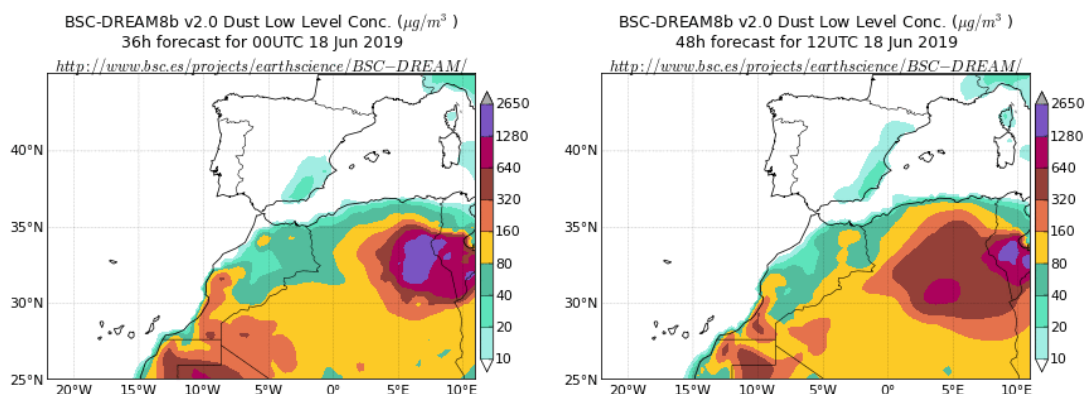 BSC-DREAM8b v2.0 Dust Low Level Conc. (μg/m³ )
36h forecast for 00UTC 18 Jun 2019
http://www.bsc.es/projects/earthscience/BSC−DREAM/
40°N
35°N
30°N
25°N
20°W
15°W
10°W
5°W
0°
5°E
10°E
2650
1280
640
320
160
80
40
20
10
BSC-DREAM8b v2.0 Dust Low Level Conc. (μg/m³ )
48h forecast for 12UTC 18 Jun 2019
http://www.bsc.es/projects/earthscience/BSC−DREAM/
40°N
35°N
30°N
25°N
20°W
15°W
10°W
5°W
0°
5°E
10°E
2650
1280
640
320
160
80
40
20
10